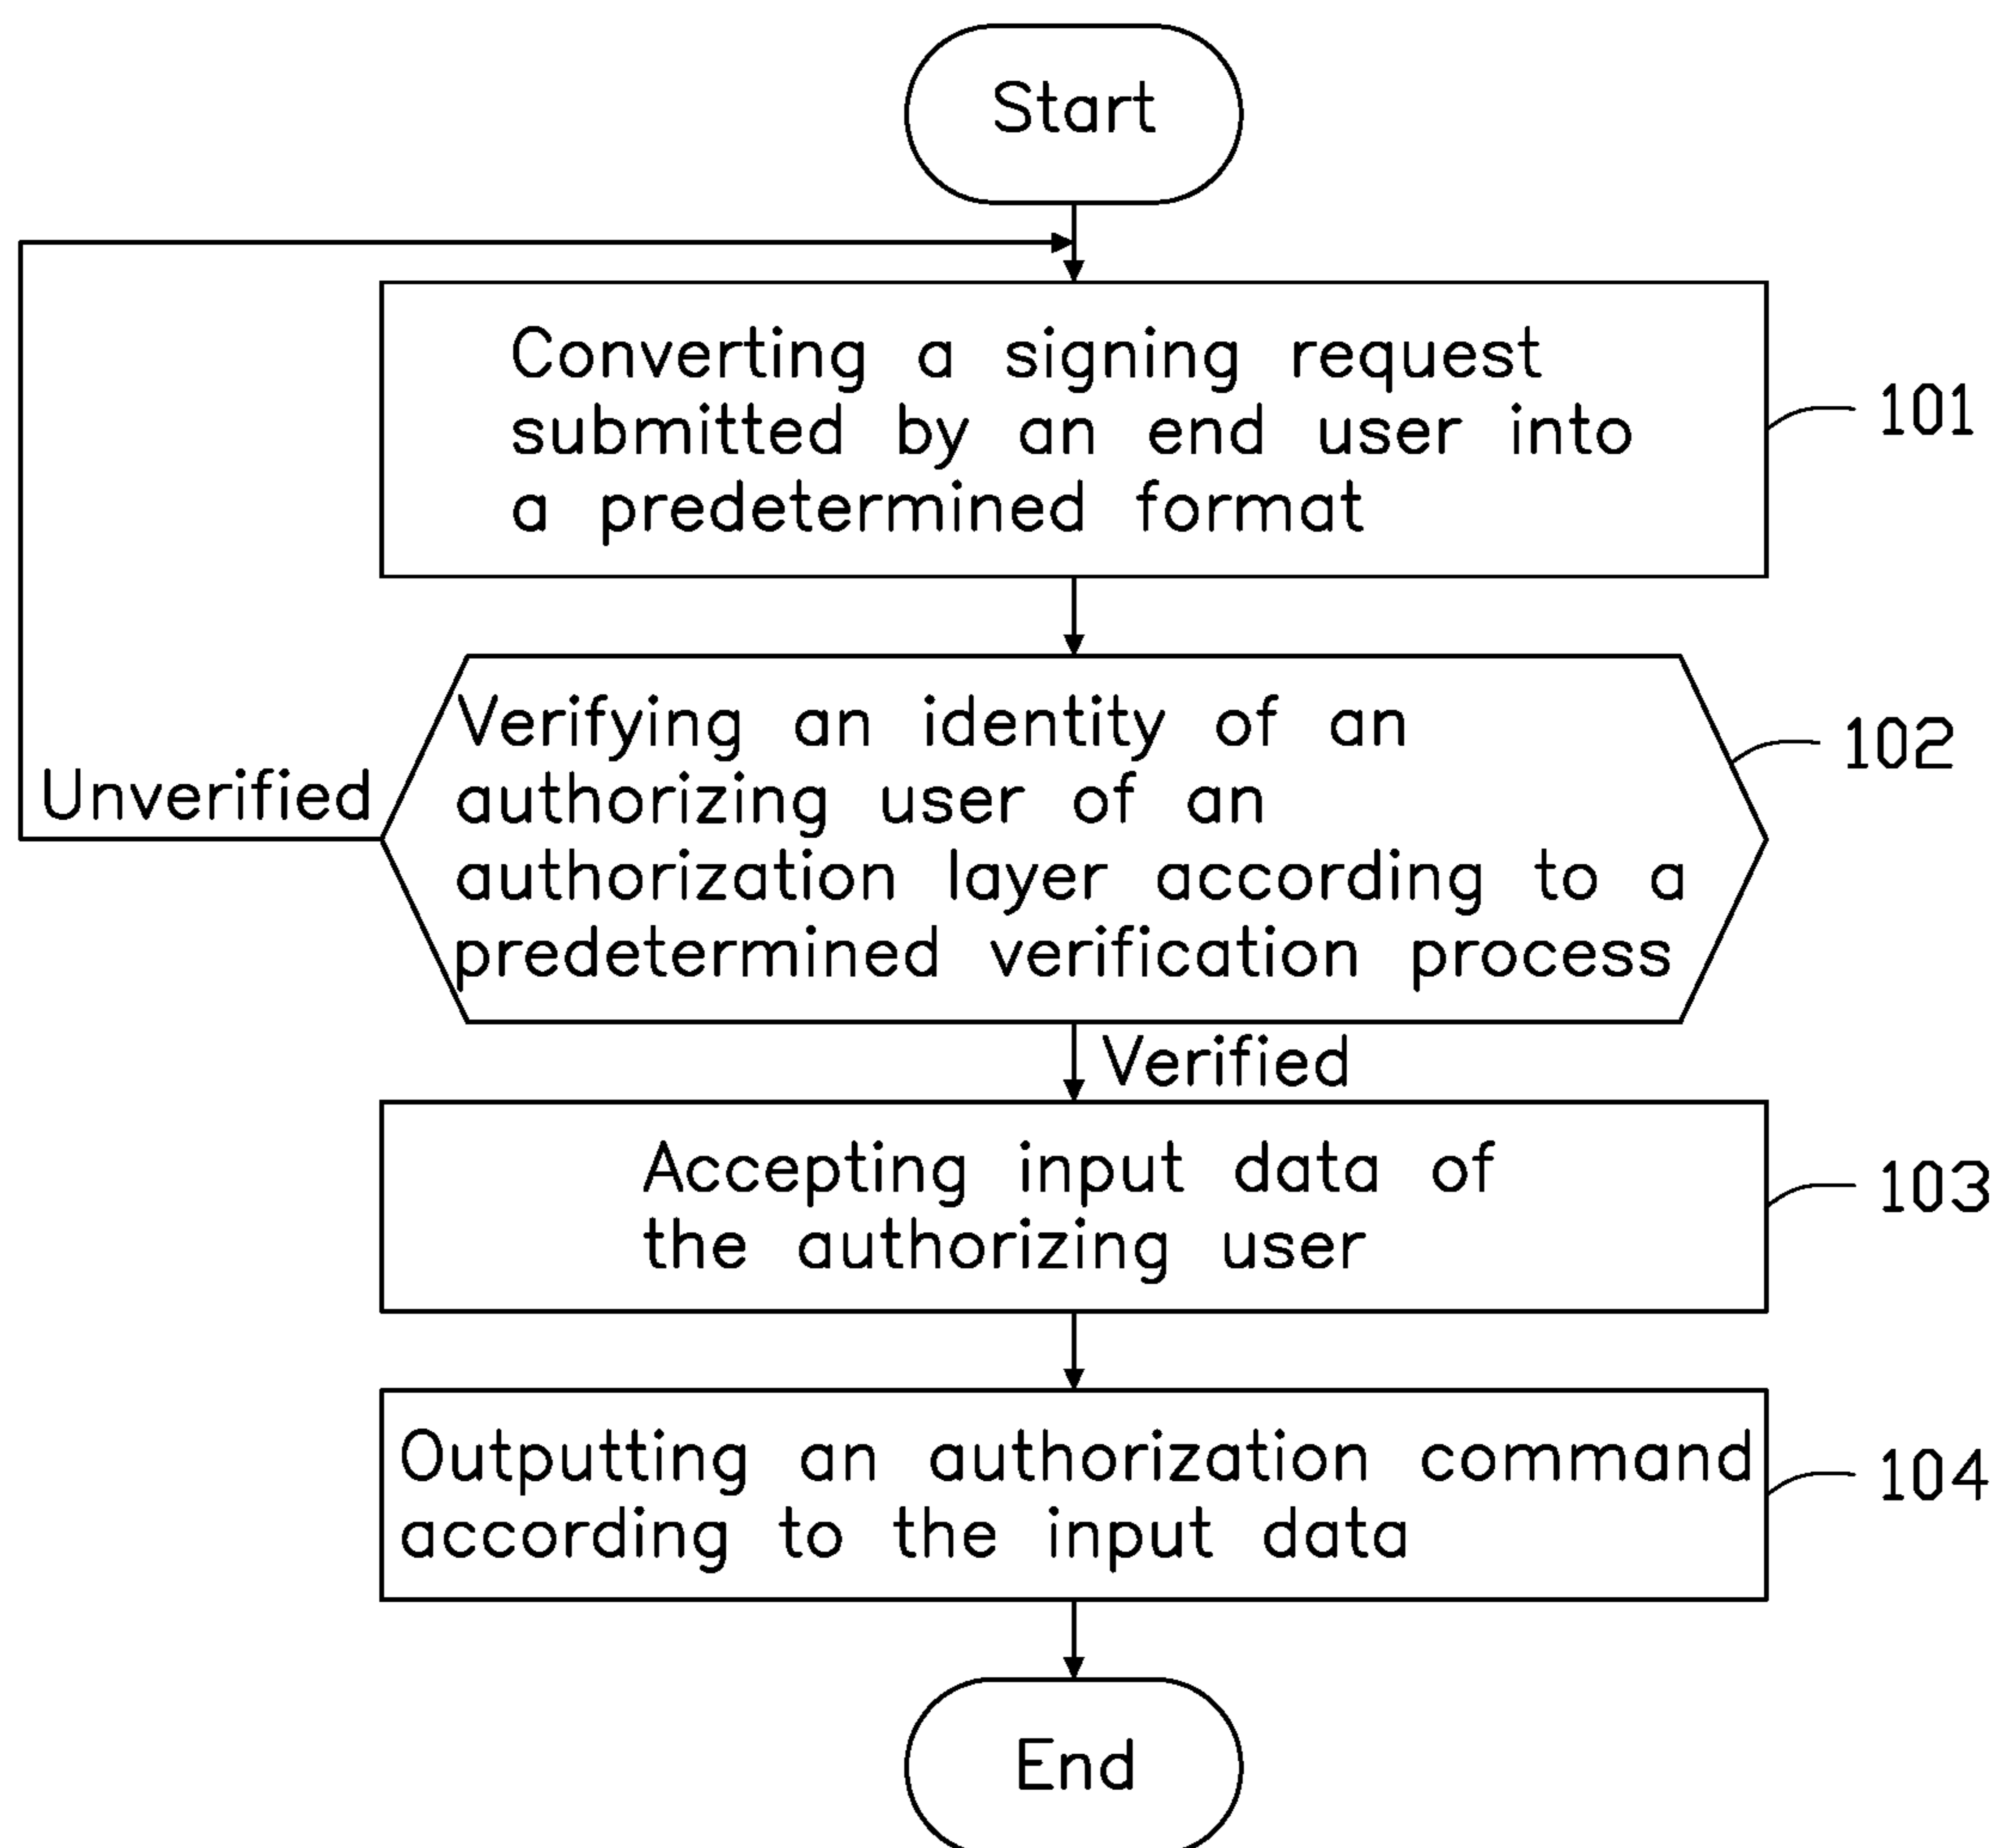 Start
Converting a signing request
submitted by an end user into
a predetermined format
101
Verifying an identity of an
authorizing user of an
authorization layer according to a
predetermined verification process
102
Unverified
Verified
Accepting input data of
the authorizing user
103
Outputting an authorization command
according to the input data
104
End